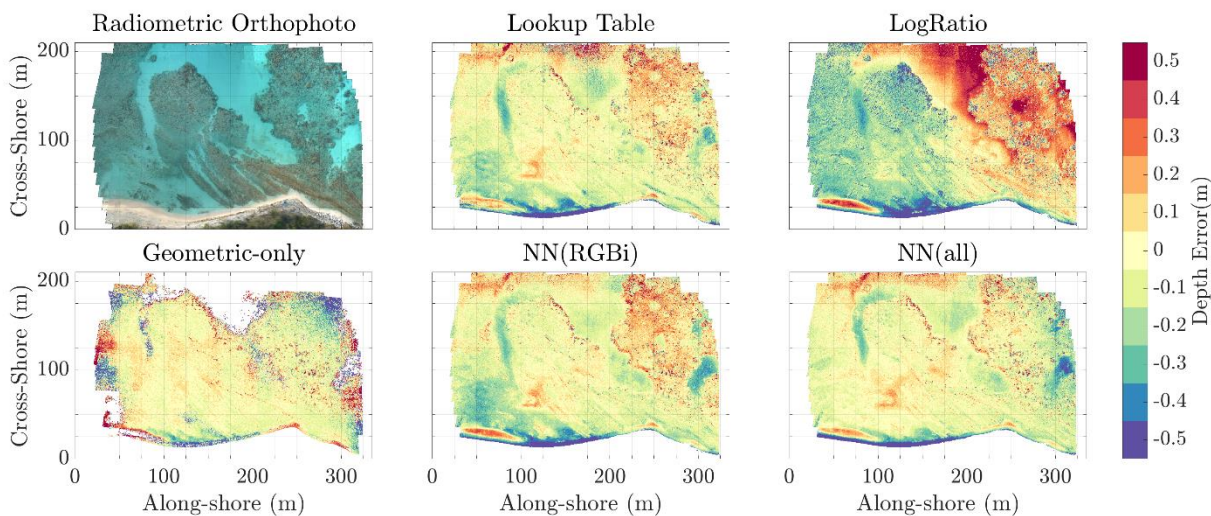 Radiometric Orthophoto
Lookup Table
LogRatio
Cross-Shore (m)
200
100
0
0.5
0.4
0.3
0.2
0.1
0
-0.1
-0.2
-0.3
-0.4
-0.5
Depth Error(m)
Geometric-only
NN(RGBi)
NN(all)
Cross-Shore (m)
200
100
0
0 100 200 300
0 100 200 300
0 100 200 300
Along-shore (m)
Along-shore (m)
Along-shore (m)